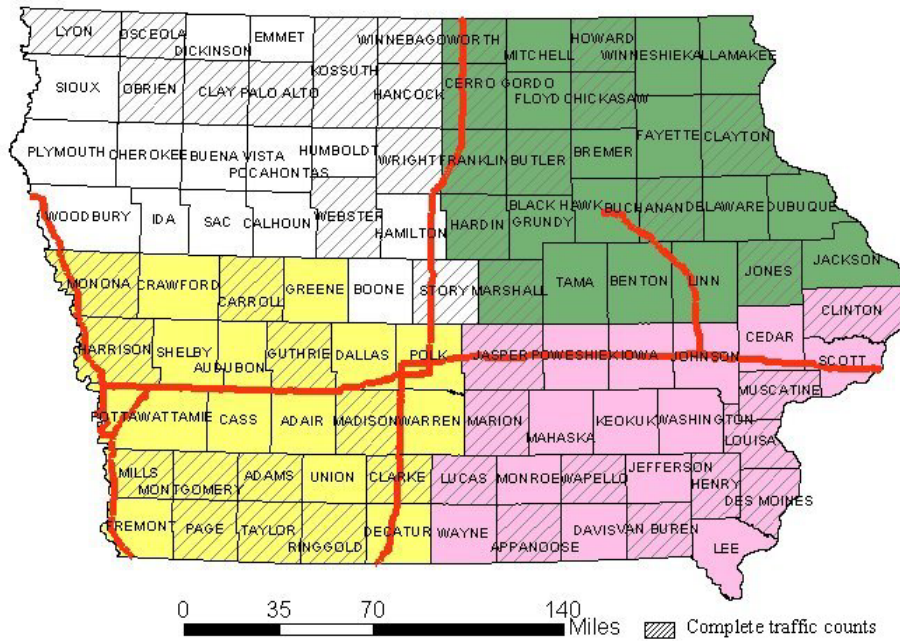 LYON OSCEOLA DICKINSON EMMET WINNEBAGO WORTH MITCHELL HOWARD WINNESHIEK ALLAMAKEE
KOSSUTH
SIOUX OBRIEN CLAY PALO ALTO HANCOCK CERRO GORDO FLOYD CHICKASAW
FAYETTE CLAYTON
PLYMOUTH CHEROKEE BUENA VISTA POCAHONTAS HUMBOLDT WRIGHT FRANKLIN BUTLER BREMER
WOODBURY IDA SAC CALHOUN WEBSTER HAMILTON HARDIN GRUNDY BLACK HAWK BUCHANAN DELAWARE DUBUQUE
MONONA CRAWFORD CARROLL GREENE BOONE STORY MARSHALL TAMA BENTON LINN JONES JACKSON
CLINTON
HARRISON SHELBY AUDUBON GUTHRIE DALLAS POLK JASPER POWESHIEK IOWA JOHNSON CEDAR SCOTT
MUSCATINE
POTTAWATTAMIE CASS ADAIR MADISON WARREN MARION MAHASKA KEOKUK WASHINGTON LOUISA
MILLS MONTGOMERY ADAMS UNION CLARKE LUCAS MONROE WAPELLO JEFFERSON HENRY DES MOINES
FREMONT PAGE TAYLOR RINGGOLD DECATUR WAYNE APPANOOSE DAVIS VAN BUREN LEE
0 35 70 140
Miles Complete traffic counts